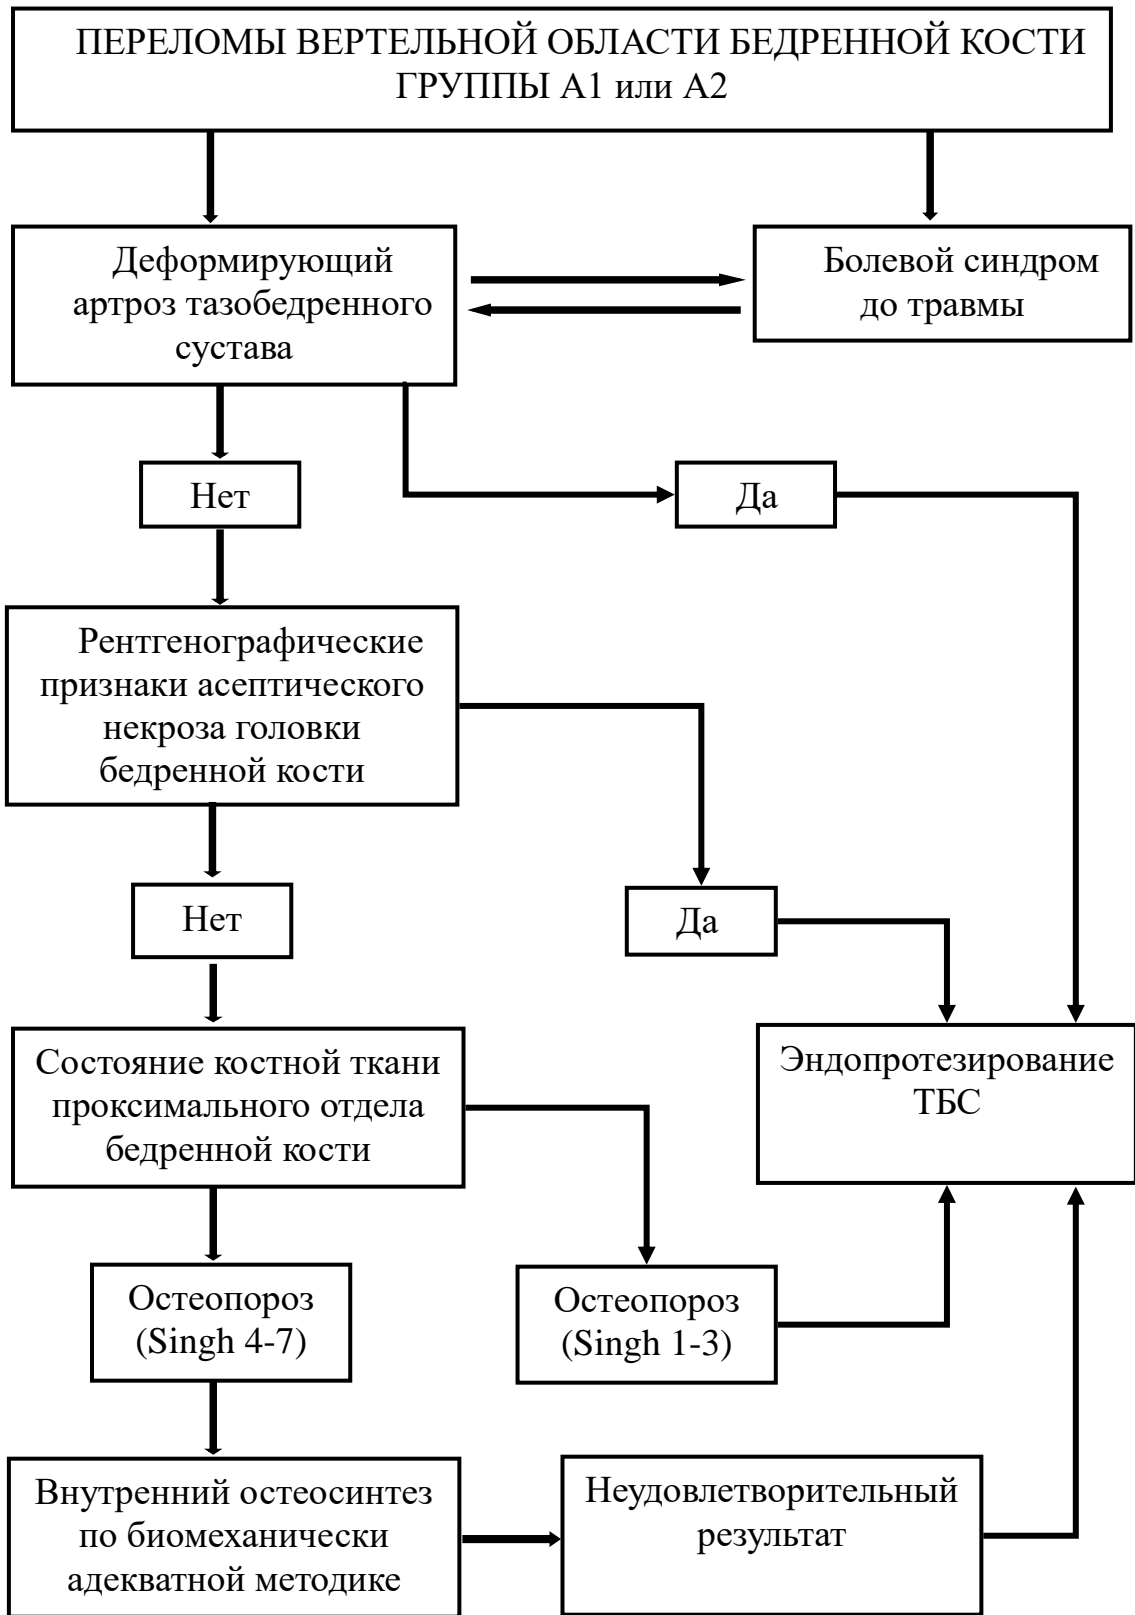 ПЕРЕЛОМЫ ВЕРТЕЛЬНОЙ ОБЛАСТИ БЕДРЕННОЙ КОСТИ
ГРУППЫ А1 или А2
Деформирующий
артроз тазобедренного
сустава
Болевой синдром
до травмы
Нет
Да
Рентгенографические
признаки асептического
некроза головки
бедренной кости
Нет
Да
Состояние костной ткани
проксимального отдела
бедренной кости
Эндопротезирование
ТБС
Остеопороз
(Singh 4-7)
Остеопороз
(Singh 1-3)
Внутренний остеосинтез
по биомеханически
адекватной методике
Неудовлетворительный
результат